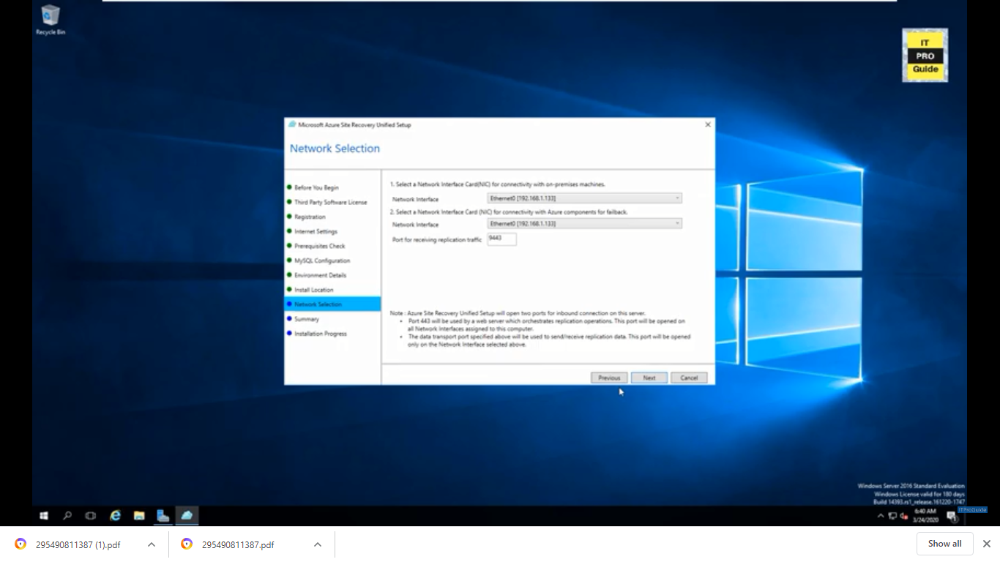 Recycle Bin
IT
PRO
Guide
Microsoft Azure Site Recovery Unified Setup
Network Selection
Before You Begin
Third Party Software License
Registration
Internet Settings
Prerequisites Check
MySQL Configuration
Environment Details
Install Location
Network Selection
Summary
Installation Progress
1. Select a Network Interface Card(NIC) for connectivity with on-premises machines.
Network Interface
Ethernet0 [192.168.1.133]
2. Select a Network Interface Card (NIC) for connectivity with Azure components for failback.
Network Interface
Ethernet0 [192.168.1.133]
Port for receiving replication traffic
9443
Note : Azure Site Recovery Unified Setup will open two ports for inbound connection on this server.
• Port 443 will be used by a web server which orchestrates replication operations. This port will be opened on
all Network Interfaces assigned to this computer.
• The data transport port specified above will be used to send/receive replication data. This port will be opened
only on the Network Interface selected above.
Previous
Next
Cancel
Windows Server 2016 Standard Evaluation
Windows License valid for 180 days
Build 14393.rs1_release.161220-1747
ITProGuide
6:40 AM
3/24/2020
295490811387 (1).pdf
295490811387.pdf
Show all